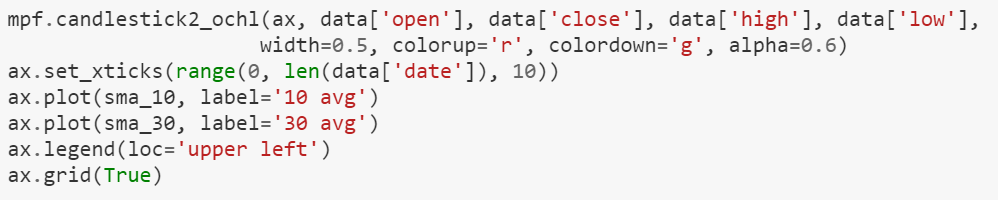 mpf.candlestick2_ochl(ax, data['open'], data['close'], data['high'], data['low'],
                     width=0.5, colorup='r', colordown='g', alpha=0.6)
ax.set_xticks(range(0, len(data['date']), 10))
ax.plot(sma_10, label='10 avg')
ax.plot(sma_30, label='30 avg')
ax.legend(loc='upper left')
ax.grid(True)